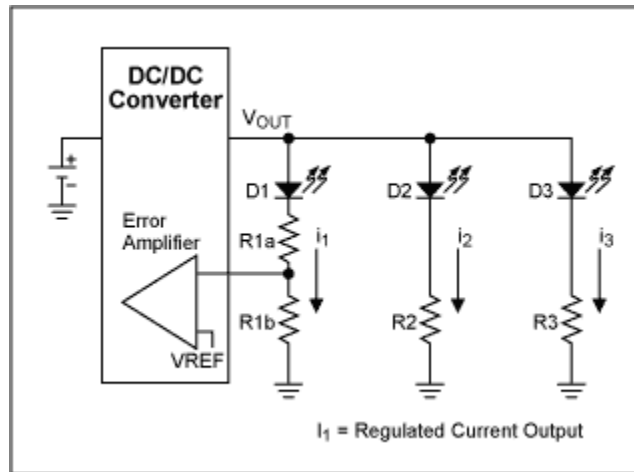 DC/DC
Converter
V_OUT
+
−
D1
D2
D3
Error
Amplifier
R1a
i1
i2
i3
R1b
R2
R3
VREF
I1 = Regulated Current Output